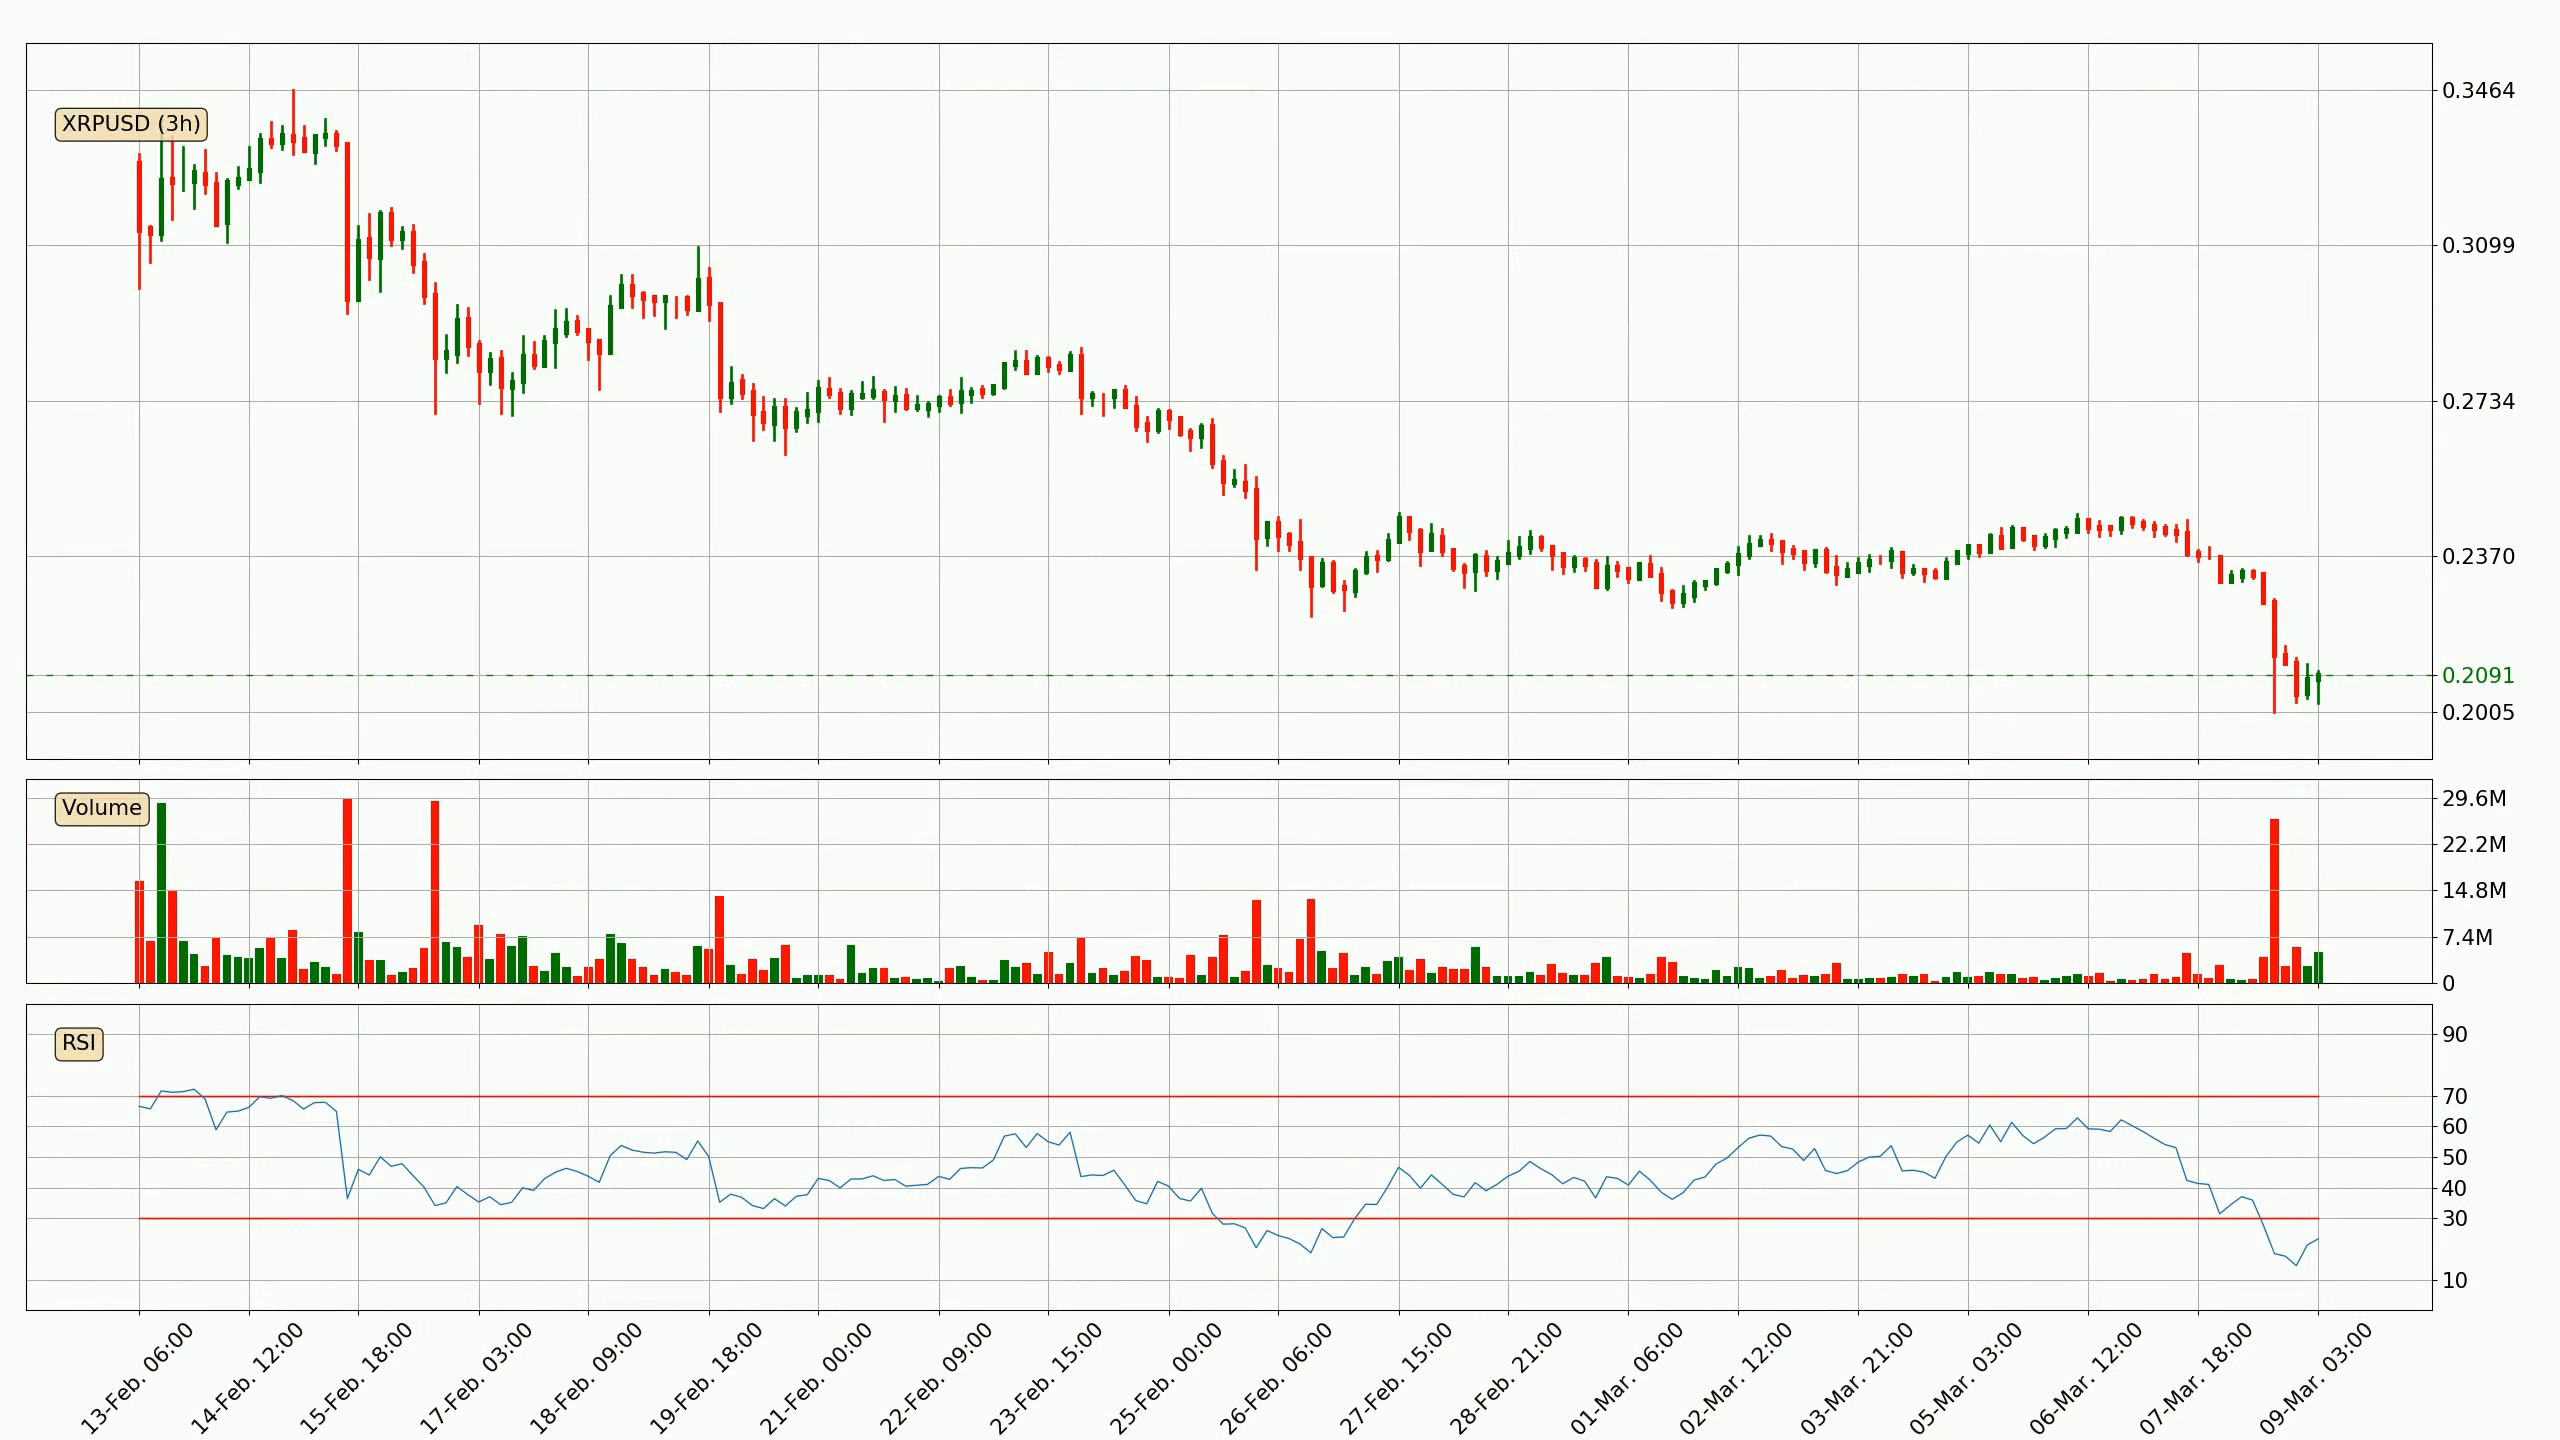 XRPUSD (3h)
0.3464
0.3099
0.2734
0.2370
0.2091
0.2005
Volume
29.6M
22.2M
14.8M
7.4M
0
RSI
90
70
60
50
40
30
10
13-Feb. 06:00
14-Feb. 12:00
15-Feb. 18:00
17-Feb. 03:00
18-Feb. 09:00
19-Feb. 18:00
21-Feb. 00:00
22-Feb. 09:00
23-Feb. 15:00
25-Feb. 00:00
26-Feb. 06:00
27-Feb. 15:00
28-Feb. 21:00
01-Mar. 06:00
02-Mar. 12:00
03-Mar. 21:00
05-Mar. 03:00
06-Mar. 12:00
07-Mar. 18:00
09-Mar. 03:00